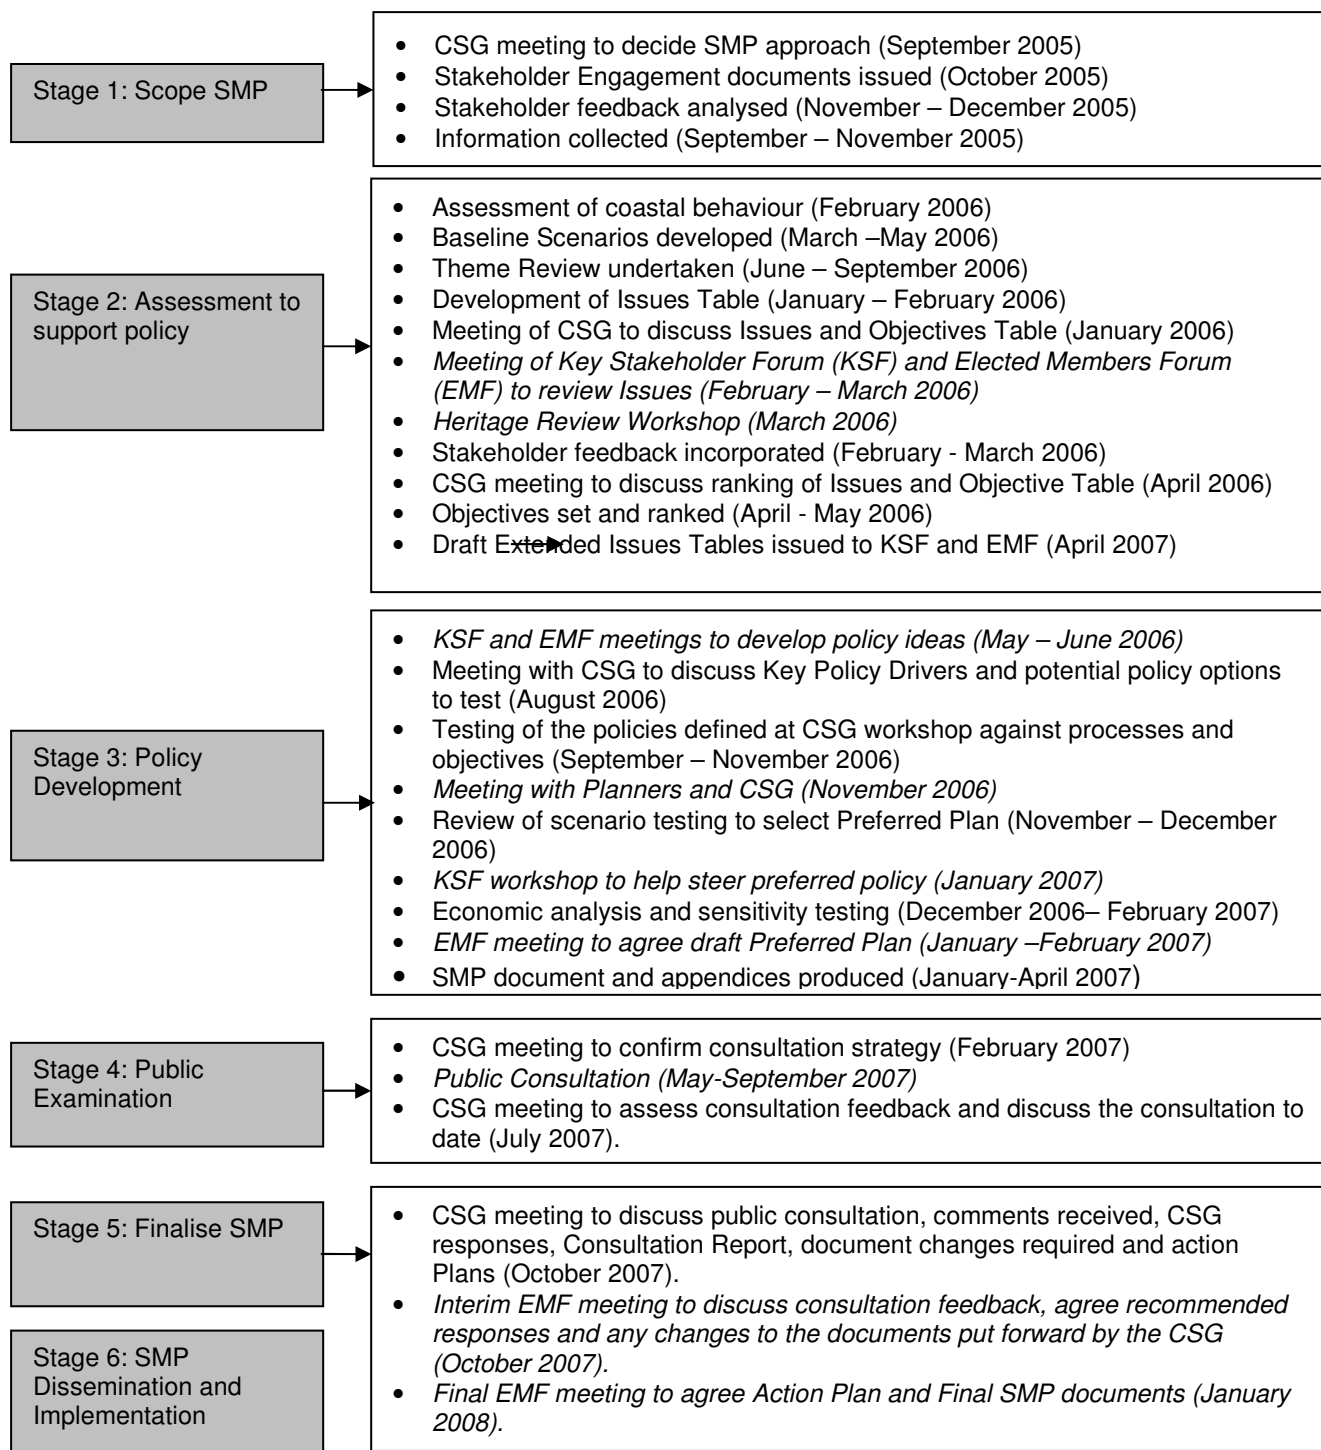 Stage 1: Scope SMP
• CSG meeting to decide SMP approach (September 2005)
• Stakeholder Engagement documents issued (October 2005)
• Stakeholder feedback analysed (November – December 2005)
• Information collected (September – November 2005)
Stage 2: Assessment to
support policy
• Assessment of coastal behaviour (February 2006)
• Baseline Scenarios developed (March –May 2006)
• Theme Review undertaken (June – September 2006)
• Development of Issues Table (January – February 2006)
• Meeting of CSG to discuss Issues and Objectives Table (January 2006)
• Meeting of Key Stakeholder Forum (KSF) and Elected Members Forum
(EMF) to review Issues (February – March 2006)
• Heritage Review Workshop (March 2006)
• Stakeholder feedback incorporated (February - March 2006)
• CSG meeting to discuss ranking of Issues and Objective Table (April 2006)
• Objectives set and ranked (April - May 2006)
• Draft Extended Issues Tables issued to KSF and EMF (April 2007)
Stage 3: Policy
Development
• KSF and EMF meetings to develop policy ideas (May – June 2006)
• Meeting with CSG to discuss Key Policy Drivers and potential policy options
to test (August 2006)
• Testing of the policies defined at CSG workshop against processes and
objectives (September – November 2006)
• Meeting with Planners and CSG (November 2006)
• Review of scenario testing to select Preferred Plan (November – December
2006)
• KSF workshop to help steer preferred policy (January 2007)
• Economic analysis and sensitivity testing (December 2006– February 2007)
• EMF meeting to agree draft Preferred Plan (January –February 2007)
• SMP document and appendices produced (January-April 2007)
Stage 4: Public
Examination
• CSG meeting to confirm consultation strategy (February 2007)
• Public Consultation (May-September 2007)
• CSG meeting to assess consultation feedback and discuss the consultation to
date (July 2007).
Stage 5: Finalise SMP
Stage 6: SMP
Dissemination and
Implementation
• CSG meeting to discuss public consultation, comments received, CSG
responses, Consultation Report, document changes required and action
Plans (October 2007).
• Interim EMF meeting to discuss consultation feedback, agree recommended
responses and any changes to the documents put forward by the CSG
(October 2007).
• Final EMF meeting to agree Action Plan and Final SMP documents (January
2008).